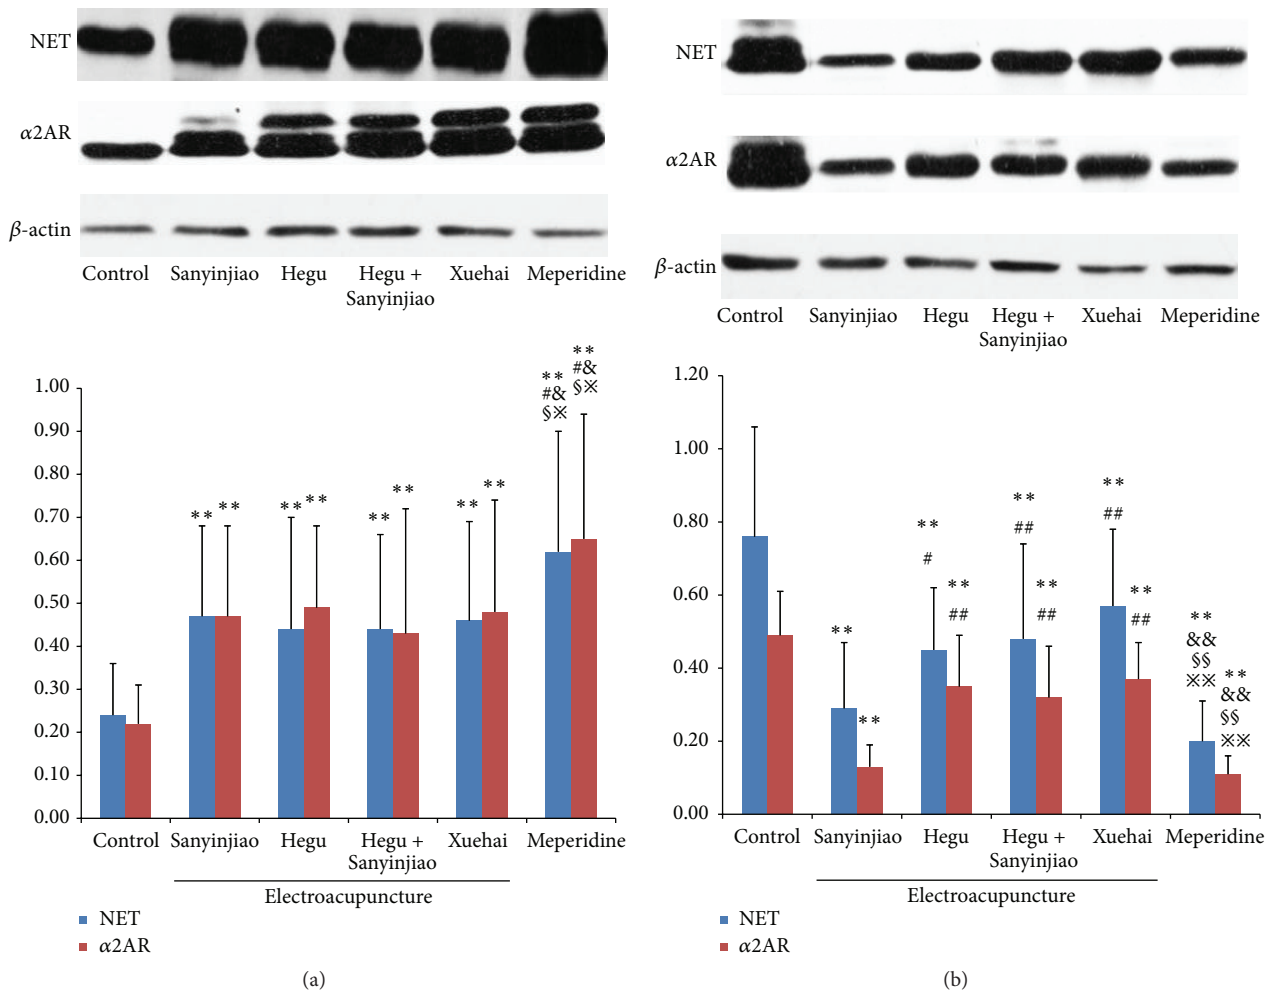 NET
α2AR
β-actin
Control Sanyinjiao Hegu Hegu + Xuehai Meperidine
Sanyinjiao
** 
#&
§※
**
#&
§※
1.00
0.90
0.80
0.70
0.60
0.50
0.40
0.30
0.20
0.10
0.00
** ** ** ** ** ** ** **
Control Sanyinjiao Hegu Hegu + Xuehai Meperidine
Sanyinjiao
Electroacupuncture
NET
α2AR
(a)
NET
α2AR
β-actin
Control Sanyinjiao Hegu Hegu + Xuehai Meperidine
Sanyinjiao
1.20
1.00
0.80
0.60
0.40
0.20
0.00
**
**
**
#
**
##
**
##
**
##
**
##
**
##
**
&&
§§
※※
**
&&
§§
※※
Control Sanyinjiao Hegu Hegu + Xuehai Meperidine
Sanyinjiao
Electroacupuncture
NET
α2AR
(b)